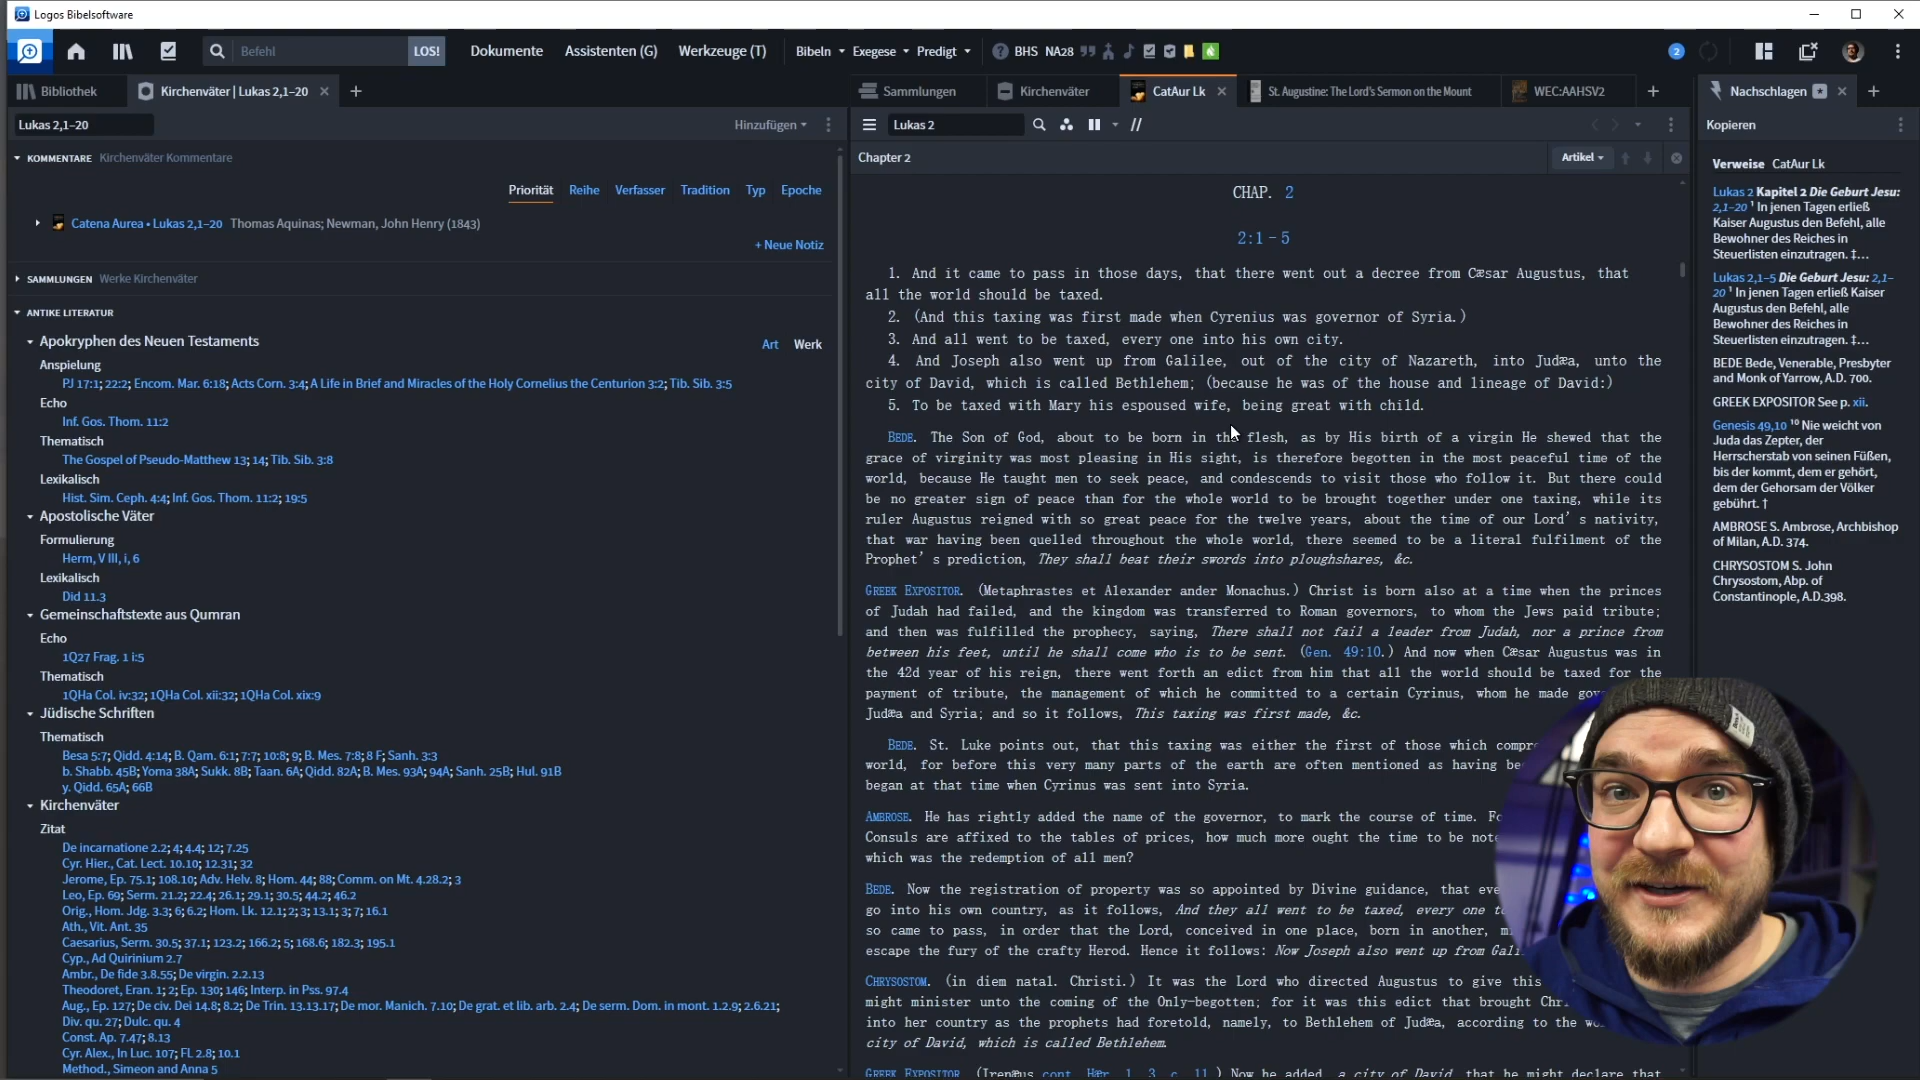 Logos Bibelsoftware
Befehl
LOS!
Dokumente
Assistenten (G)
Werkzeuge (T)
Bibeln
Exegese
Predigt
BHS
NA28
2
Bibliothek
Kirchenväter | Lukas 2,1–20
Sammlungen
Kirchenväter
CatAur Lk
St. Augustine: The Lord's Sermon on the Mount
WEC:AAHSV2
Nachschlagen
Lukas 2,1–20
Hinzufügen
KOMMENTARE Kirchenväter Kommentare
Priorität Reihe Verfasser Tradition Typ Epoche
Catena Aurea • Lukas 2,1–20 Thomas Aquinas; Newman, John Henry (1843)
+ Neue Notiz
SAMMLUNGEN Werke Kirchenväter
ANTIKE LITERATUR
Apokryphen des Neuen Testaments
Art Werk
Anspielung
PJ 17:1; 22:2; Encom. Mar. 6:18; Acts Corn. 3:4; A Life in Brief and Miracles of the Holy Cornelius the Centurion 3:2; Tib. Sib. 3:5
Echo
Inf. Gos. Thom. 11:2
Thematisch
The Gospel of Pseudo-Matthew 13; 14; Tib. Sib. 3:8
Lexikalisch
Hist. Sim. Ceph. 4:4; Inf. Gos. Thom. 11:2; 19:5
Apostolische Väter
Formulierung
Herm, V III, i, 6
Lexikalisch
Did 11.3
Gemeinschaftstexte aus Qumran
Echo
1Q27 Frag. 1 i:5
Thematisch
1QHa Col. iv:32; 1QHa Col. xii:32; 1QHa Col. xix:9
Jüdische Schriften
Thematisch
Besa 5:7; Qidd. 4:14; B. Qam. 6:1; 7:7; 10:8; 9; B. Mes. 7:8; 8 F; Sanh. 3:3
b. Shabb. 45B; Yoma 38A; Sukk. 8B; Taan. 6A; Qidd. 82A; B. Mes. 93A; 94A; Sanh. 25B; Hul. 91B
y. Qidd. 65A; 66B
Kirchenväter
Zitat
De incarnatione 2.2; 4; 4.4; 12; 7.25
Cyr. Hier., Cat. Lect. 10.10; 12.31; 32
Jerome, Ep. 75.1; 108.10; Adv. Helv. 8; Hom. 44; 88; Comm. on Mt. 4.28.2; 3
Leo, Ep. 69; Serm. 21.2; 22.4; 26.1; 29.1; 30.5; 44.2; 46.2
Orig., Hom. Jdg. 3.3; 6; 6.2; Hom. Lk. 12.1; 2; 3; 13.1; 3; 7; 16.1
Ath., Vit. Ant. 35
Caesarius, Serm. 30.5; 37.1; 123.2; 166.2; 5; 168.6; 182.3; 195.1
Cyp., Ad Quirinium 2.7
Ambr., De fide 3.8.55; De virgin. 2.2.13
Theodoret, Eran. 1; 2; Ep. 130; 146; Interp. in Pss. 97.4
Aug., Ep. 127; De civ. Dei 14.8; 8.2; De Trin. 13.13.17; De mor. Manich. 7.10; De grat. et lib. arb. 2.4; De serm. Dom. in mont. 1.2.9; 2.6.21;
Div. qu. 27; Dulc. qu. 4
Const. Ap. 7.47; 8.13
Cyr. Alex., In Luc. 107; FL 2.8; 10.1
Method., Simeon and Anna 5
Lukas 2
Chapter 2
Artikel
CHAP. 2
2:1–5
1. And it came to pass in those days, that there went out a decree from Cæsar Augustus, that
all the world should be taxed.
2. (And this taxing was first made when Cyrenius was governor of Syria.)
3. And all went to be taxed, every one into his own city.
4. And Joseph also went up from Galilee, out of the city of Nazareth, into Judæa, unto the
city of David, which is called Bethlehem; (because he was of the house and lineage of David:)
5. To be taxed with Mary his espoused wife, being great with child.
BEDE. The Son of God, about to be born in the flesh, as by His birth of a virgin He shewed that the
grace of virginity was most pleasing in His sight, is therefore begotten in the most peaceful time of the
world, because He taught men to seek peace, and condescends to visit those who follow it. But there could
be no greater sign of peace than for the whole world to be brought together under one taxing, while its
ruler Augustus reigned with so great peace for the twelve years, about the time of our Lord's nativity,
that war having been quelled throughout the whole world, there seemed to be a literal fulfilment of the
Prophet's prediction, They shall beat their swords into ploughshares, &c.
GREEK EXPOSITOR. (Metaphrastes et Alexander ander Monachus.) Christ is born also at a time when the princes
of Judah had failed, and the kingdom was transferred to Roman governors, to whom the Jews paid tribute;
and then was fulfilled the prophecy, saying, There shall not fail a leader from Judah, nor a prince from
between his feet, until he shall come who is to be sent. (Gen. 49:10.) And now when Cæsar Augustus was in
the 42d year of his reign, there went forth an edict from him that all the world should be taxed for the
payment of tribute, the management of which he committed to a certain Cyrinus, whom he made gov
Judæa and Syria; and so it follows, This taxing was first made, &c.
BEDE. St. Luke points out, that this taxing was either the first of those which compr
world, for before this very many parts of the earth are often mentioned as having be
began at that time when Cyrinus was sent into Syria.
AMBROSE. He has rightly added the name of the governor, to mark the course of time. Fo
Consuls are affixed to the tables of prices, how much more ought the time to be note
which was the redemption of all men?
BEDE. Now the registration of property was so appointed by Divine guidance, that eve
go into his own country, as it follows, And they all went to be taxed, every one to
so came to pass, in order that the Lord, conceived in one place, born in another, mi
escape the fury of the crafty Herod. Hence it follows: Now Joseph also went up from Gali
CHRYSOSTOM. (in diem natal. Christi.) It was the Lord who directed Augustus to give this
might minister unto the coming of the Only-begotten; for it was this edict that brought Chr
into her country as the prophets had foretold, namely, to Bethlehem of Judæa, according to the wo
city of David, which is called Bethlehem.
GREEK EXPOSITOR. (Irenæus cont. Hær. 1. 3. c. 11.) Now he added, a city of David, that he might declare that
Kopieren
Verweise CatAur Lk
Lukas 2 Kapitel 2 Die Geburt Jesu:
2,1–20 1 In jenen Tagen erließ
Kaiser Augustus den Befehl, alle
Bewohner des Reiches in
Steuerlisten einzutragen. ‡…
Lukas 2,1–5 Die Geburt Jesu: 2,1–
20 1 In jenen Tagen erließ Kaiser
Augustus den Befehl, alle
Bewohner des Reiches in
Steuerlisten einzutragen. ‡…
BEDE Bede, Venerable, Presbyter
and Monk of Yarrow, A.D. 700.
GREEK EXPOSITOR See p. xii.
Genesis 49,10 10 Nie weicht von
Juda das Zepter, der
Herrscherstab von seinen Füßen,
bis der kommt, dem er gehört,
dem der Gehorsam der Völker
gebührt. †
AMBROSE S. Ambrose, Archbishop
of Milan, A.D. 374.
CHRYSOSTOM S. John
Chrysostom, Abp. of
Constantinople, A.D.398.